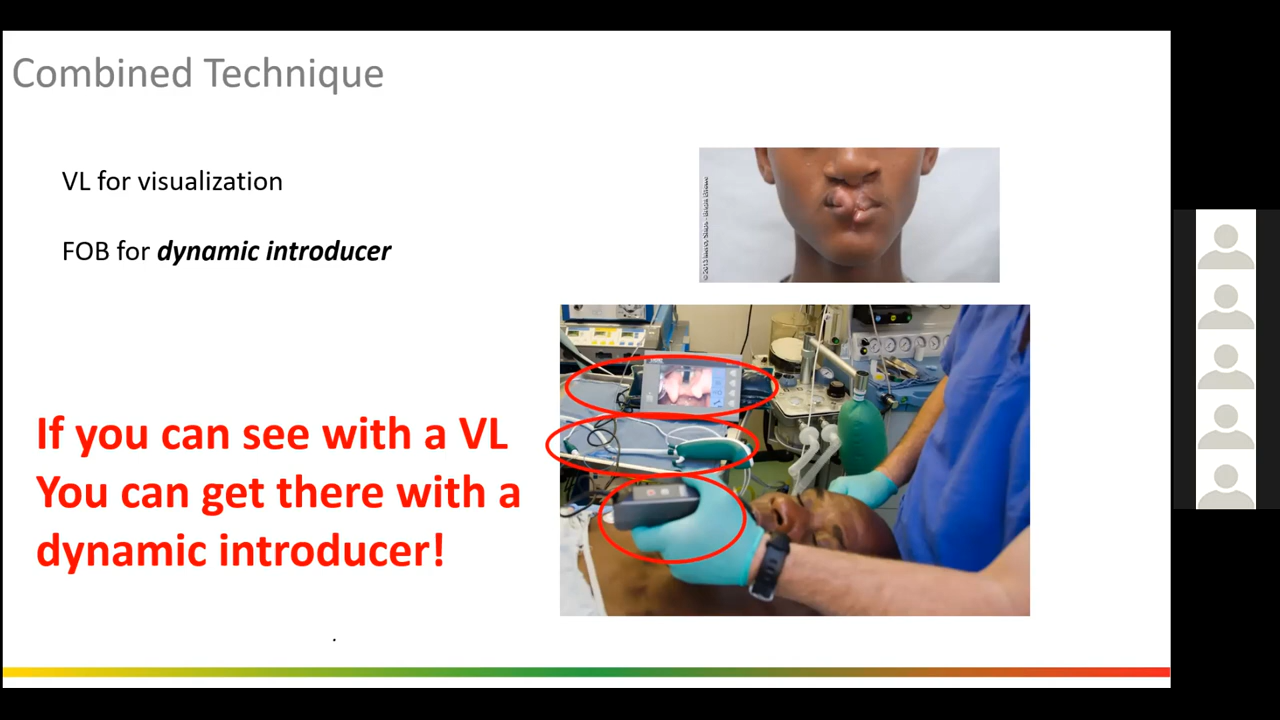 Combined Technique
VL for visualization
FOB for dynamic introducer
If you can see with a VL
You can get there with a
dynamic introducer!
.